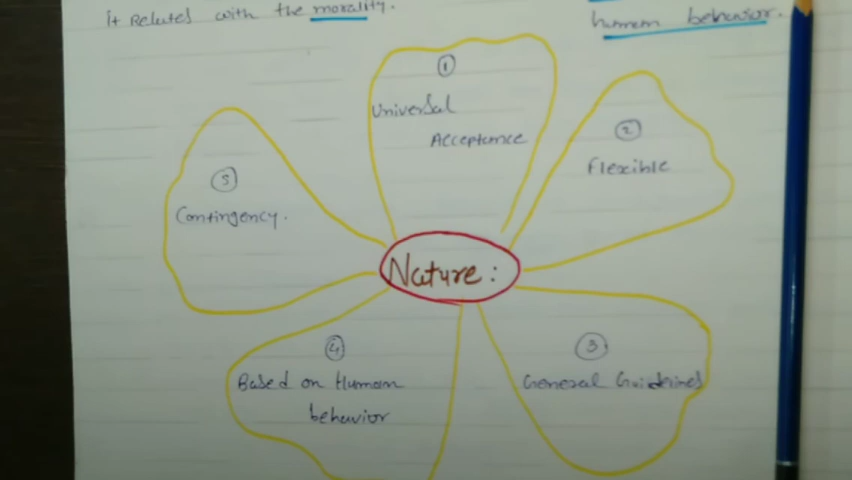 It Relates with the morality.
human behavior.
①
Universal
Acceptance
②
Flexible
⑤
Contingency.
Nature:
④
Based on Human
behavior
③
General Guidelines